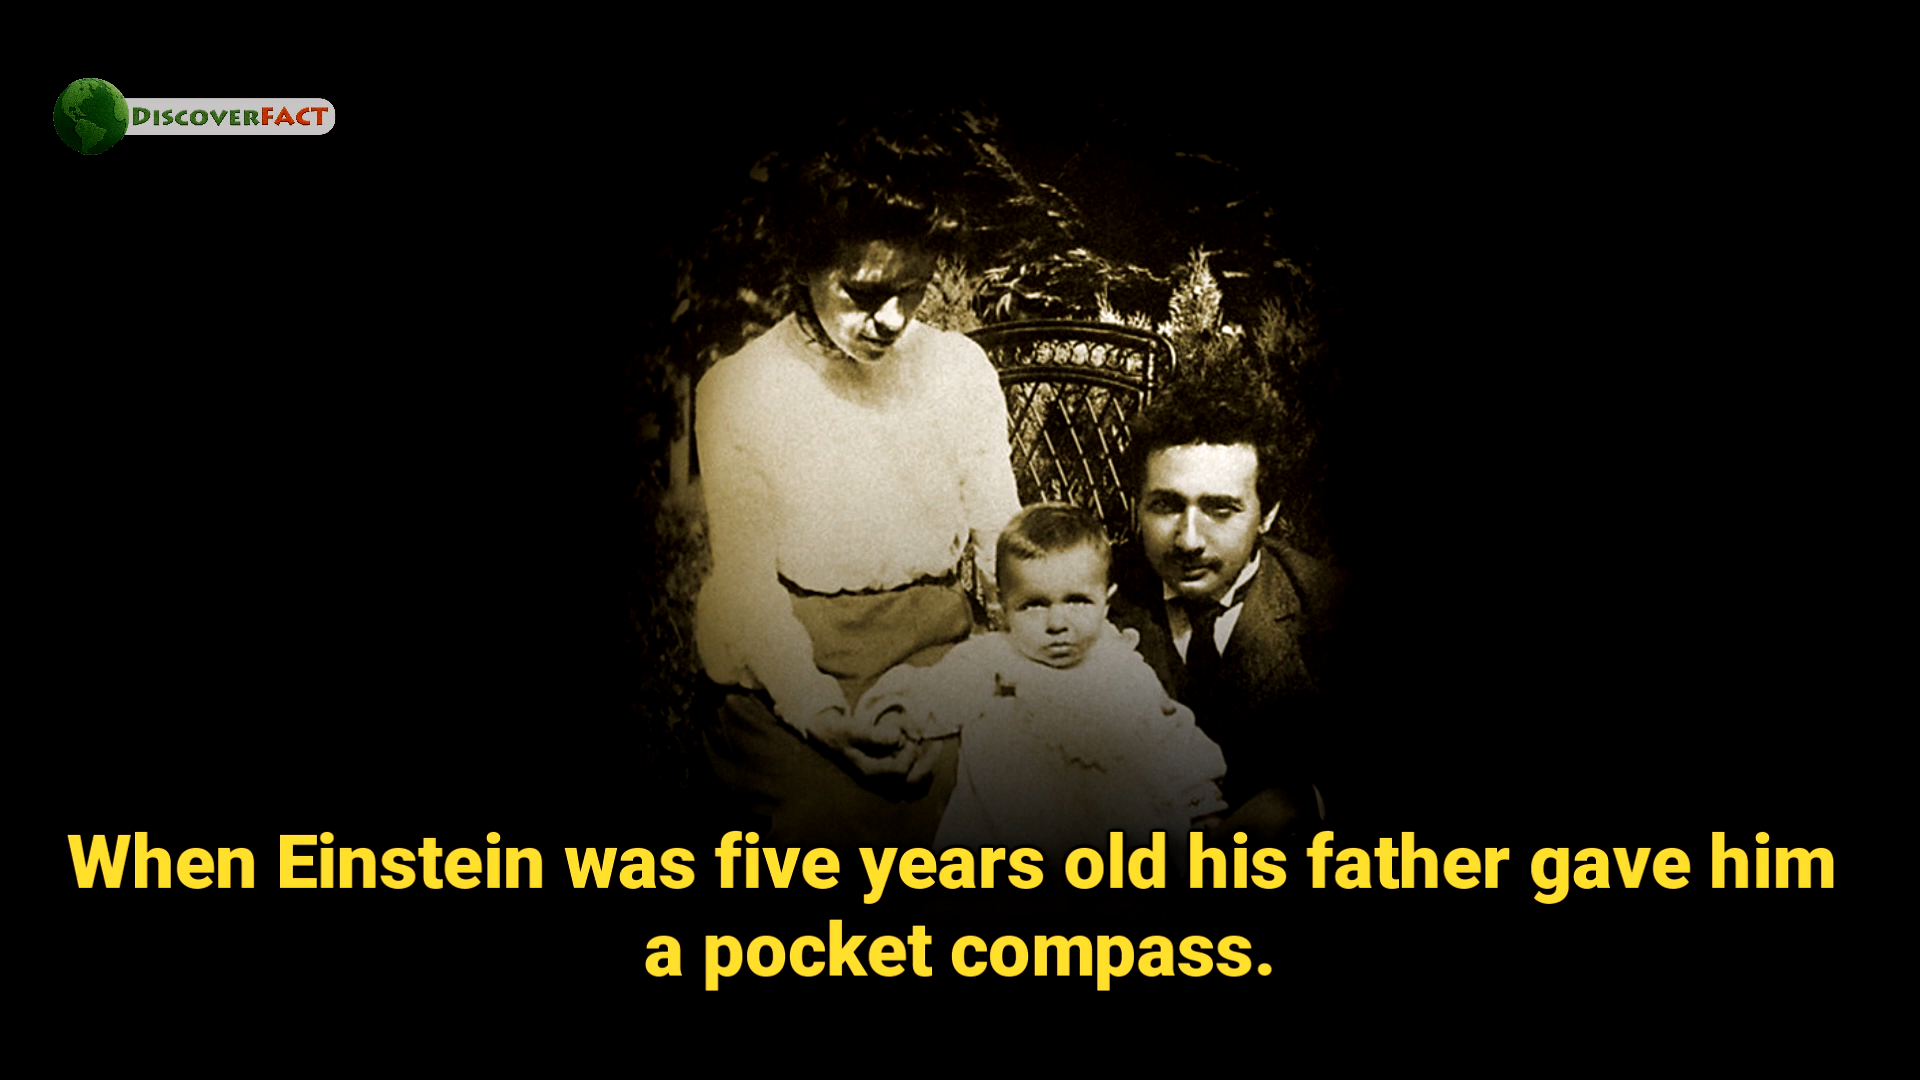 DISCOVERFACT
When Einstein was five years old his father gave him
a pocket compass.